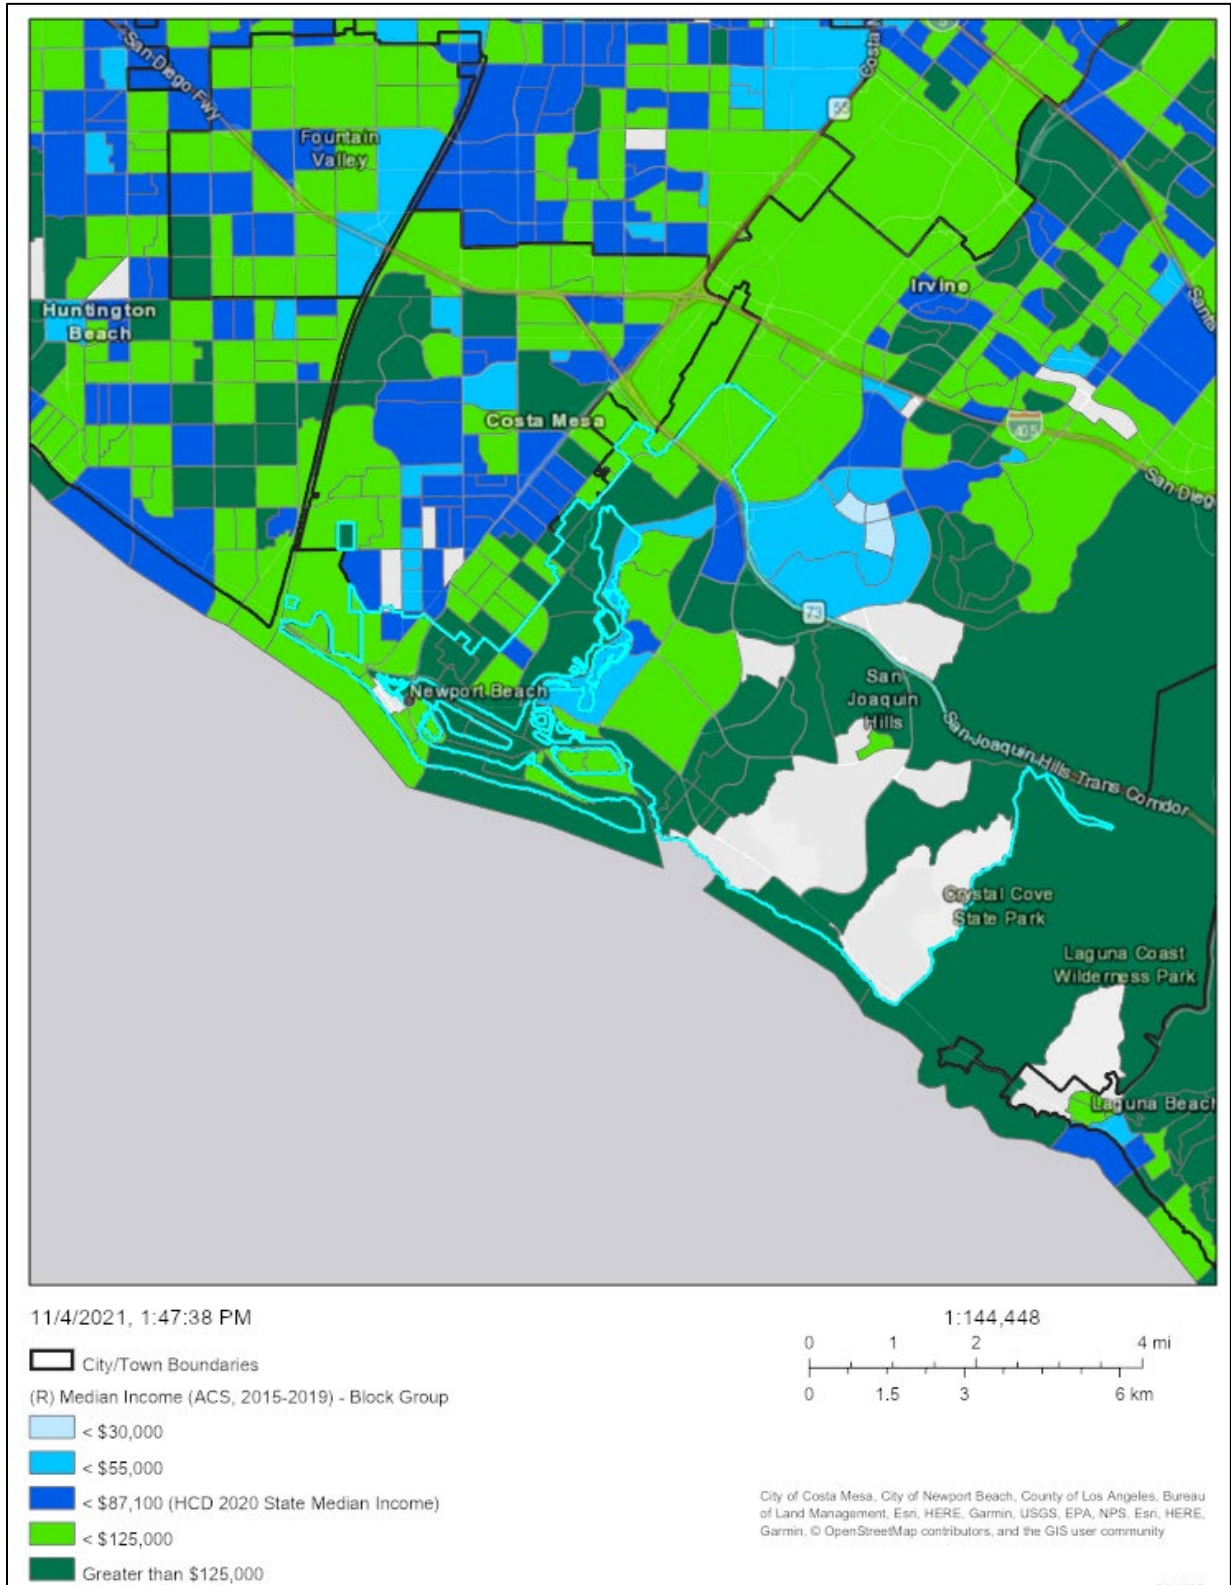 San Diego Fwy
Costa M
5
55
Fountain
Valley
Irvine
Santa
Huntington
Beach
Costa Mesa
405
San Dieg
73
San
Joaquin
Hills
Newport Beach
San Joaquin Hills Trans Corridor
Crystal Cove
State Park
Laguna Coast
Wilderness Park
Laguna Beach
11/4/2021, 1:47:38 PM
1:144,448
0 1 2 4 mi
0 1.5 3 6 km
City/Town Boundaries
(R) Median Income (ACS, 2015-2019) - Block Group
< $30,000
< $55,000
< $87,100 (HCD 2020 State Median Income)
< $125,000
Greater than $125,000
City of Costa Mesa, City of Newport Beach, County of Los Angeles, Bureau
of Land Management, Esri, HERE, Garmin, USGS, EPA, NPS, Esri, HERE,
Garmin, © OpenStreetMap contributors, and the GIS user community